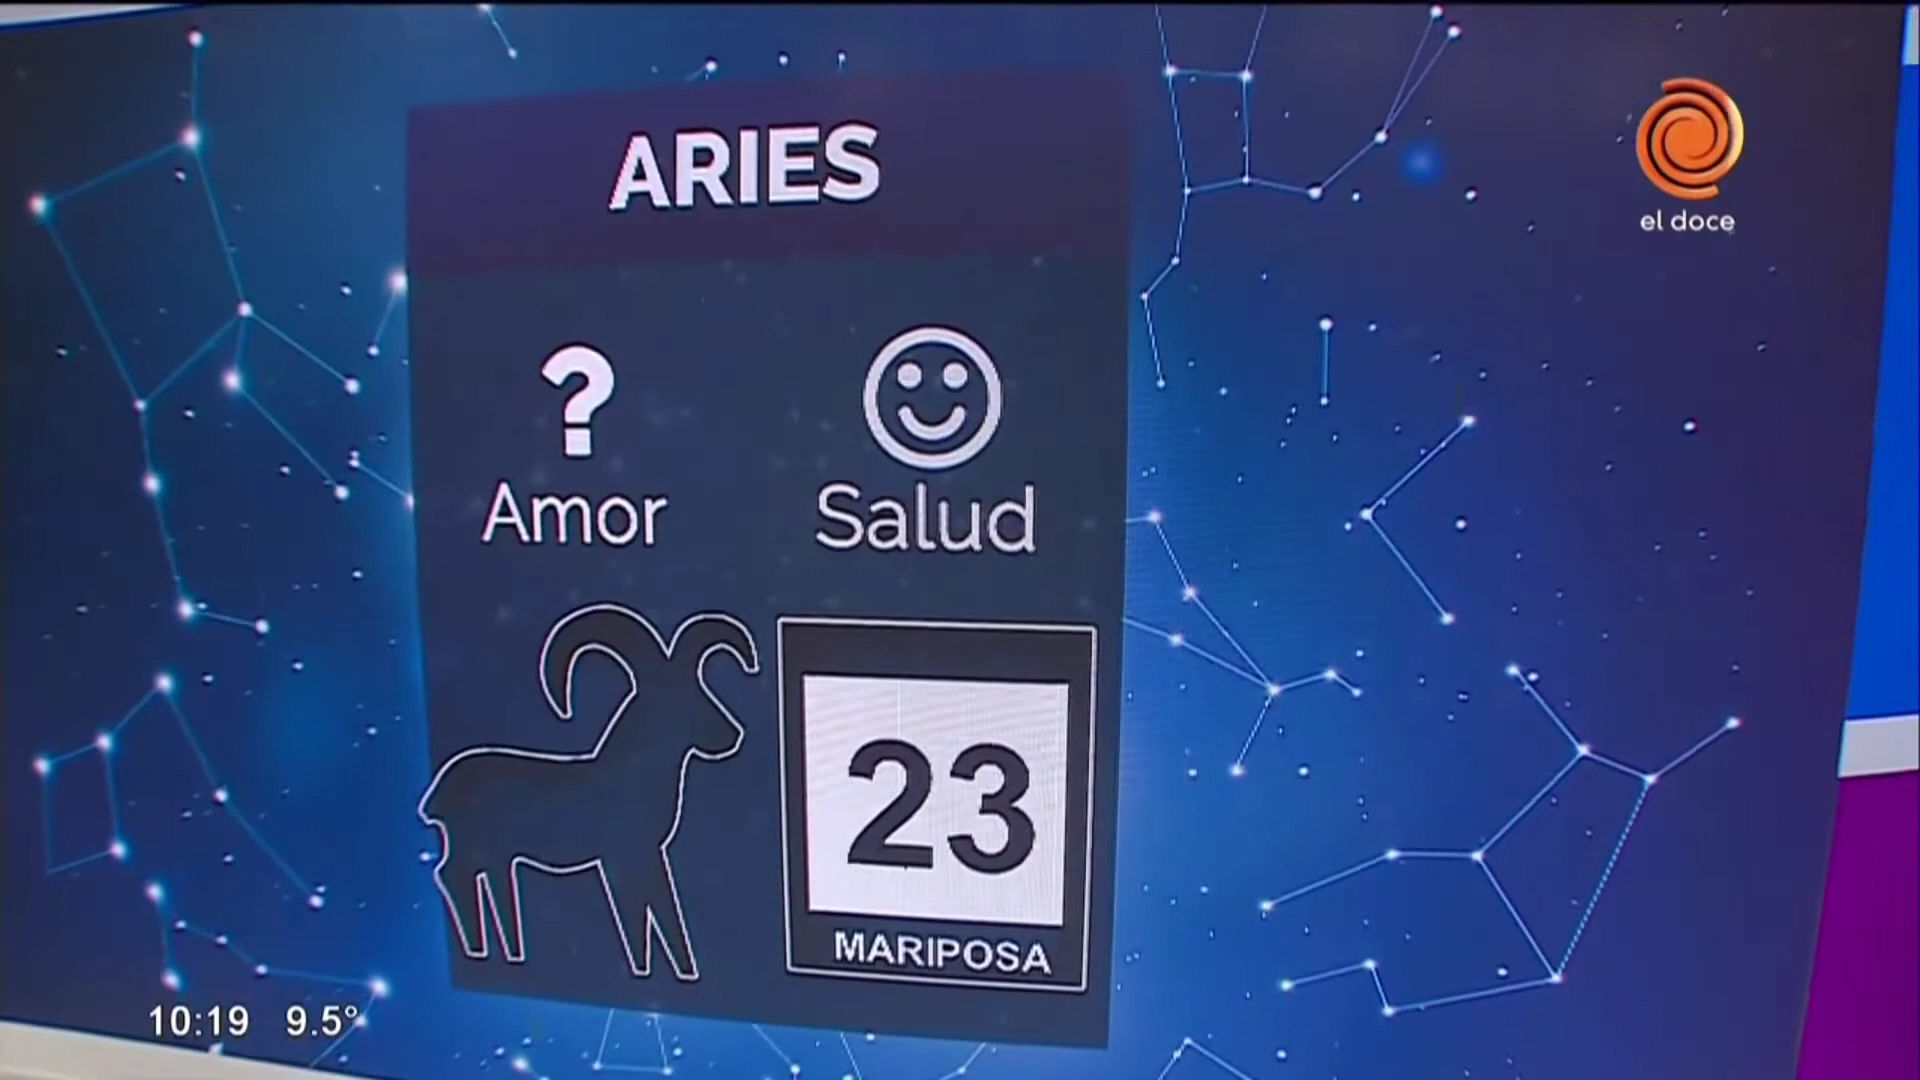 ARIES
el doce
?
Amor
Salud
23
MARIPOSA
10:19 9.5°